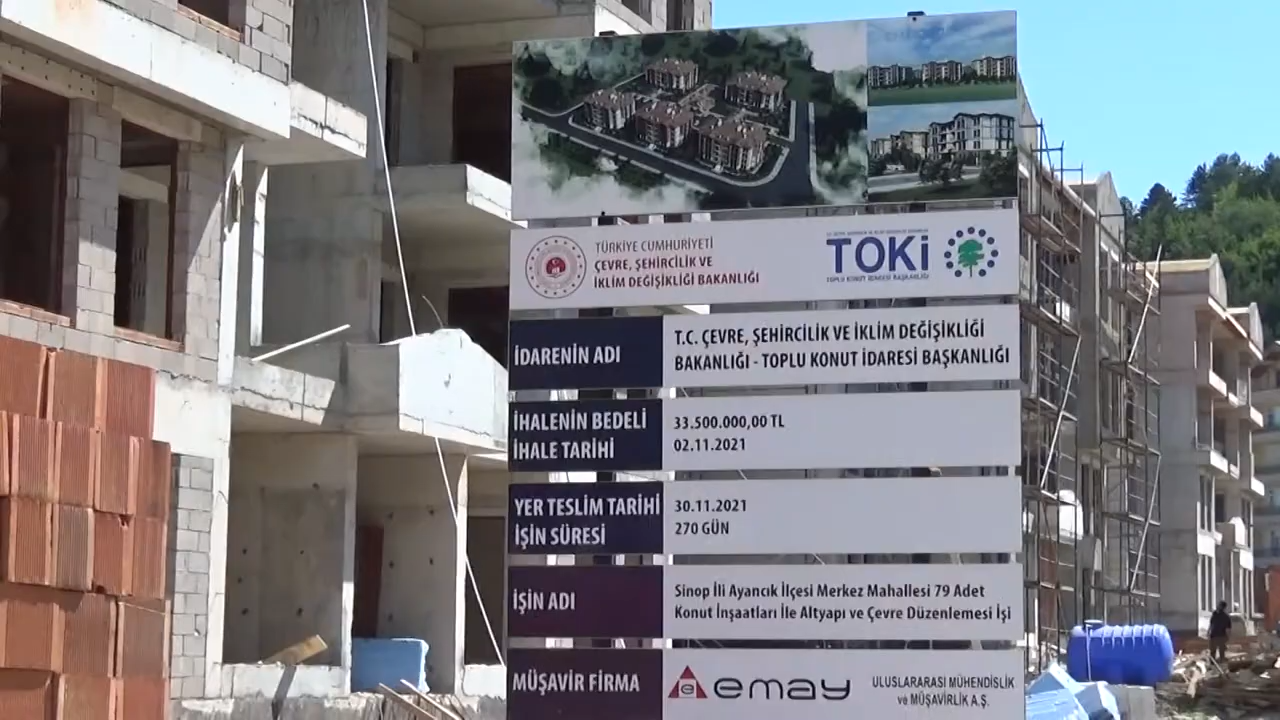 TÜRKİYE CUMHURİYETİ
ÇEVRE, ŞEHİRCİLİK VE
İKLİM DEĞİŞİKLİĞİ BAKANLIĞI
TOKİ
TOPLU KONUT İDARESİ BAŞKANLIĞI
İDARENİN ADI
T.C. ÇEVRE, ŞEHİRCİLİK VE İKLİM DEĞİŞİKLİĞİ
BAKANLIĞI - TOPLU KONUT İDARESİ BAŞKANLIĞI
İHALENİN BEDELİ
İHALE TARİHİ
33.500.000,00 TL
02.11.2021
YER TESLİM TARİHİ
İŞİN SÜRESİ
30.11.2021
270 GÜN
İŞİN ADI
Sinop İli Ayancık İlçesi Merkez Mahallesi 79 Adet
Konut İnşaatları İle Altyapı ve Çevre Düzenlemesi İşi
MÜŞAVİR FİRMA
emay
ULUSLARARASI MÜHENDİSLİK
ve MÜŞAVİRLİK A.Ş.